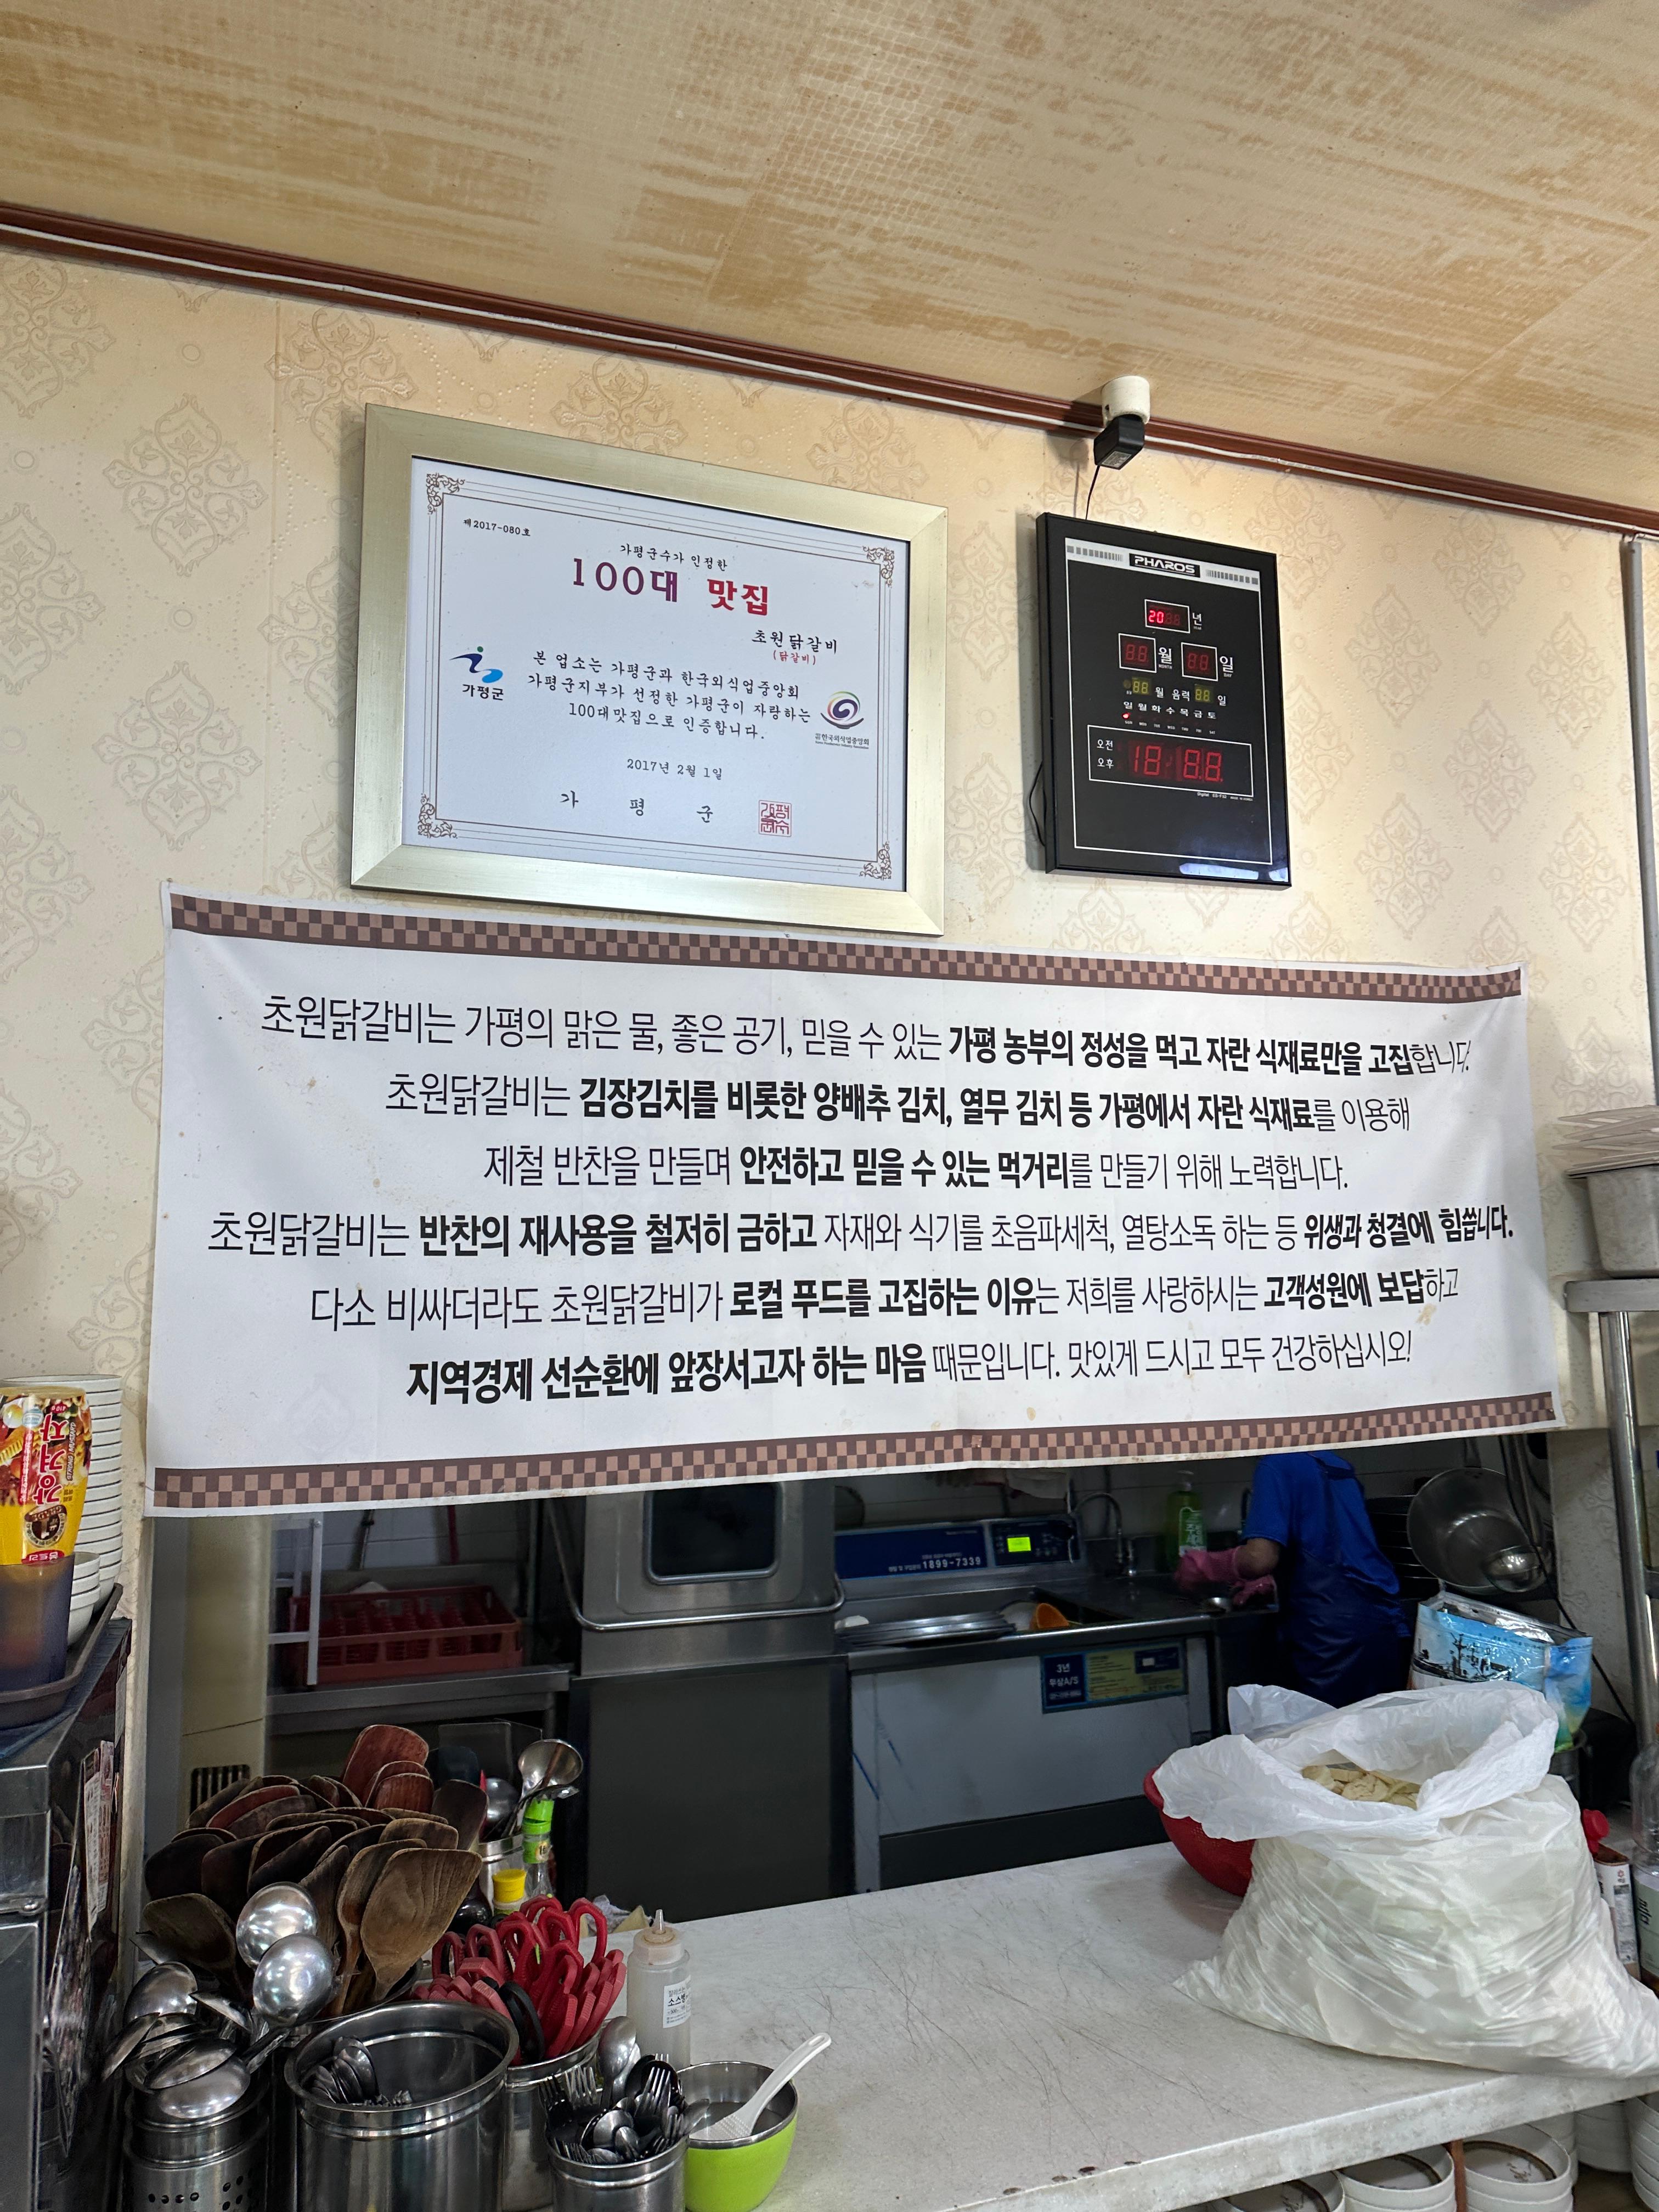 제2017-080호
가평군수가 인정한
100대 맛집
초원닭갈비
(닭갈비)
본 업소는 가평군과 한국외식업중앙회
가평군지부가 선정한 가평군이 자랑하는
100대맛집으로 인증합니다.
가평군
한국외식업중앙회
2017년 2월 1일
가 평 군
PHAROS
20 년
월 일
월 음력 일
일 월 화 수 목 금 토
오전
오후
초원닭갈비는 가평의 맑은 물, 좋은 공기, 믿을 수 있는 가평 농부의 정성을 먹고 자란 식재료만을 고집합니다.
초원닭갈비는 김장김치를 비롯한 양배추 김치, 열무 김치 등 가평에서 자란 식재료를 이용해
제철 반찬을 만들며 안전하고 믿을 수 있는 먹거리를 만들기 위해 노력합니다.
초원닭갈비는 반찬의 재사용을 철저히 금하고 자재와 식기를 초음파세척, 열탕소독 하는 등 위생과 청결에 힘씁니다.
다소 비싸더라도 초원닭갈비가 로컬 푸드를 고집하는 이유는 저희를 사랑하시는 고객성원에 보답하고
지역경제 선순환에 앞장서고자 하는 마음 때문입니다. 맛있게 드시고 모두 건강하십시오!
1899-7339
3년
무상A/S